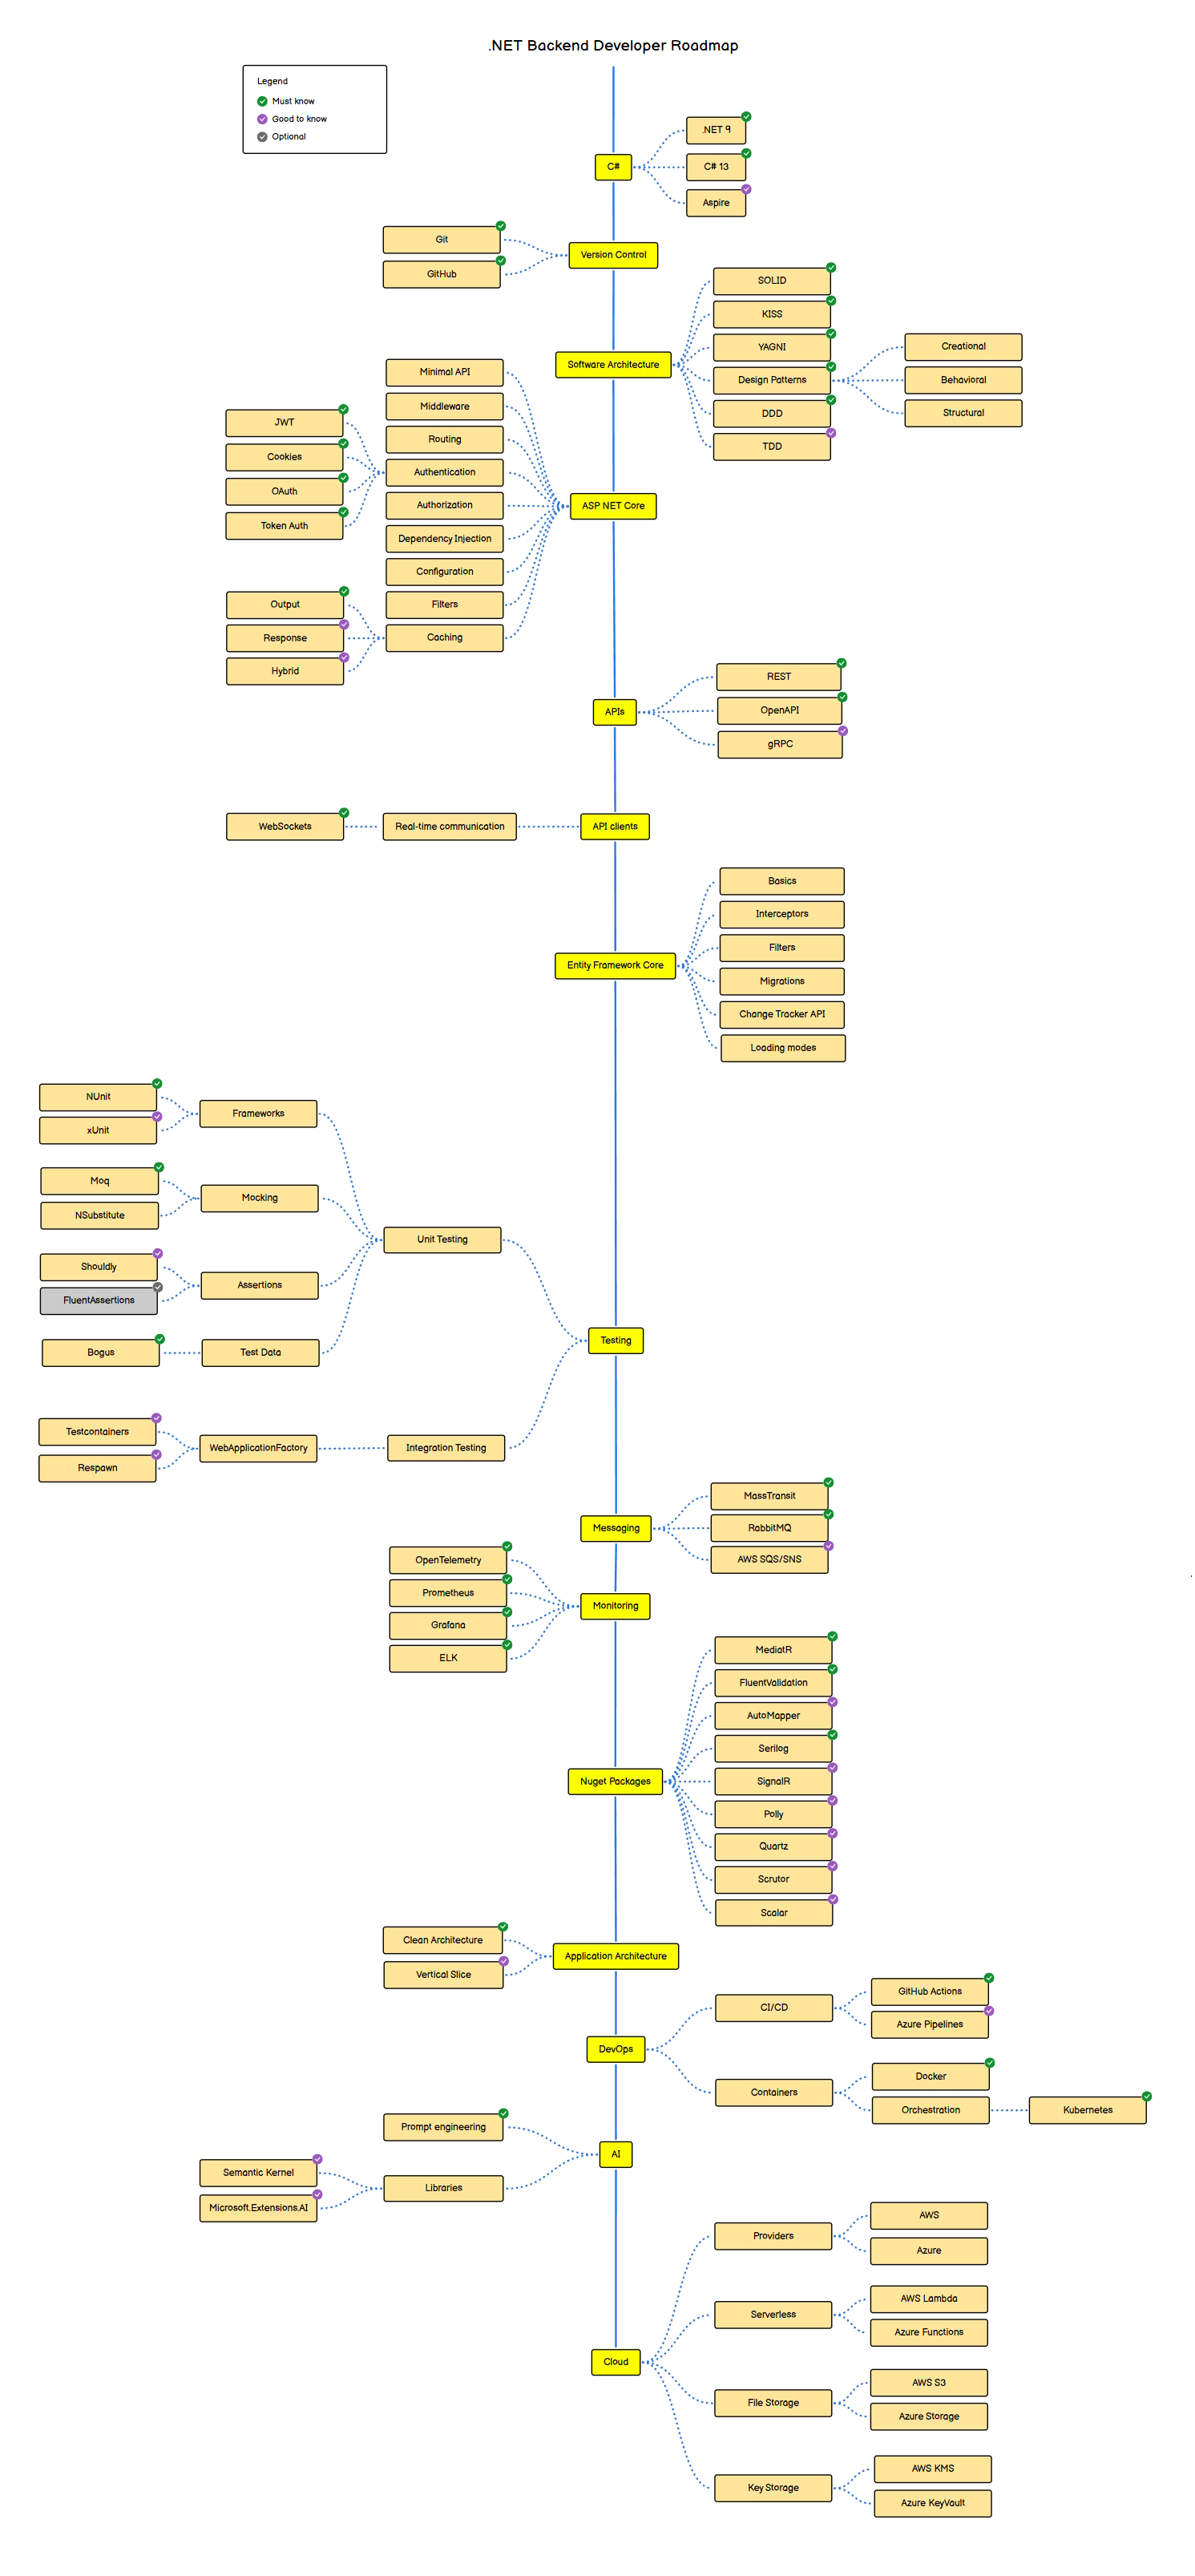 .NET Backend Developer Roadmap
Legend
Must know
Good to know
Optional
C#
.NET 9
C# 13
Aspire
Version Control
Git
GitHub
Software Architecture
SOLID
KISS
YAGNI
Design Patterns
Creational
Behavioral
Structural
DDD
TDD
ASP NET Core
Minimal API
Middleware
Routing
Authentication
JWT
Cookies
OAuth
Token Auth
Authorization
Dependency Injection
Configuration
Filters
Caching
Output
Response
Hybrid
APIs
REST
OpenAPI
gRPC
API clients
Real-time communication
WebSockets
Entity Framework Core
Basics
Interceptors
Filters
Migrations
Change Tracker API
Loading modes
Testing
Unit Testing
Frameworks
NUnit
xUnit
Mocking
Moq
NSubstitute
Assertions
Shouldly
FluentAssertions
Test Data
Bogus
Integration Testing
WebApplicationFactory
Testcontainers
Respawn
Messaging
MassTransit
RabbitMQ
AWS SQS/SNS
Monitoring
OpenTelemetry
Prometheus
Grafana
ELK
Nuget Packages
MediatR
FluentValidation
AutoMapper
Serilog
SignalR
Polly
Quartz
Scrutor
Scalar
Application Architecture
Clean Architecture
Vertical Slice
DevOps
CI/CD
GitHub Actions
Azure Pipelines
Containers
Docker
Orchestration
Kubernetes
AI
Prompt engineering
Libraries
Semantic Kernel
Microsoft.Extensions.AI
Cloud
Providers
AWS
Azure
Serverless
AWS Lambda
Azure Functions
File Storage
AWS S3
Azure Storage
Key Storage
AWS KMS
Azure KeyVault